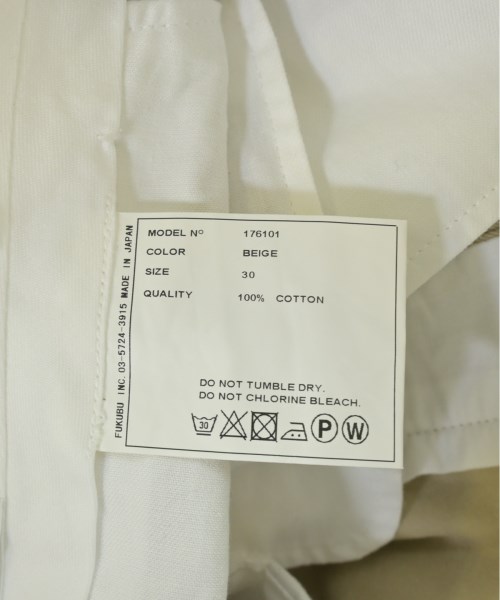 MODEL Nº 176101
COLOR BEIGE
SIZE 30
QUALITY 100% COTTON
DO NOT TUMBLE DRY.
DO NOT CHLORINE BLEACH.
30 P W
FUKUBU INC. 03-5724-3915 MADE IN JAPAN